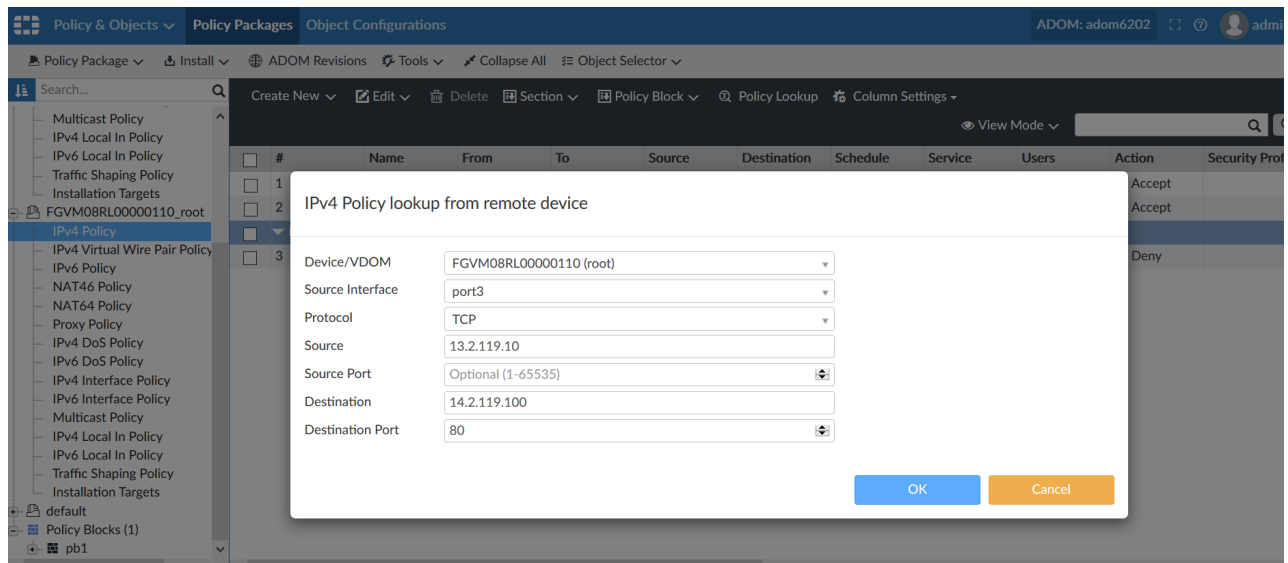 Policy & Objects Policy Packages Object Configurations ADOM: adom6202 admi
Policy Package Install ADOM Revisions Tools Collapse All Object Selector
Search... Create New Edit Delete Section Policy Block Policy Lookup Column Settings
View Mode
# Name From To Source Destination Schedule Service Users Action Security Prof
1 Accept
2 Accept
3 Deny
Multicast Policy
IPv4 Local In Policy
IPv6 Local In Policy
Traffic Shaping Policy
Installation Targets
FGVM08RL00000110_root
IPv4 Policy
IPv4 Virtual Wire Pair Policy
IPv6 Policy
NAT46 Policy
NAT64 Policy
Proxy Policy
IPv4 DoS Policy
IPv6 DoS Policy
IPv4 Interface Policy
IPv6 Interface Policy
Multicast Policy
IPv4 Local In Policy
IPv6 Local In Policy
Traffic Shaping Policy
Installation Targets
default
Policy Blocks (1)
pb1
IPv4 Policy lookup from remote device
Device/VDOM FGVM08RL00000110 (root)
Source Interface port3
Protocol TCP
Source 13.2.119.10
Source Port Optional (1-65535)
Destination 14.2.119.100
Destination Port 80
OK Cancel